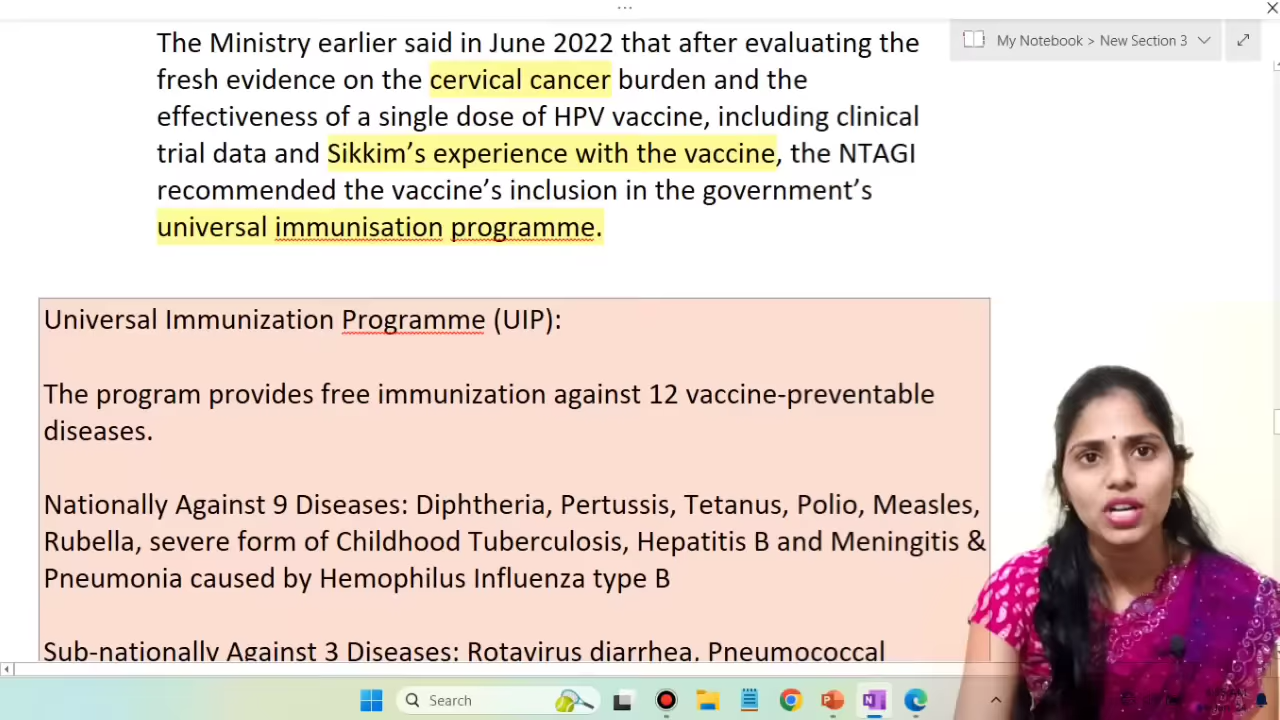 ...
My Notebook > New Section 3
The Ministry earlier said in June 2022 that after evaluating the
fresh evidence on the cervical cancer burden and the
effectiveness of a single dose of HPV vaccine, including clinical
trial data and Sikkim’s experience with the vaccine, the NTAGI
recommended the vaccine’s inclusion in the government’s
universal immunisation programme.
Universal Immunization Programme (UIP):
The program provides free immunization against 12 vaccine-preventable
diseases.
Nationally Against 9 Diseases: Diphtheria, Pertussis, Tetanus, Polio, Measles,
Rubella, severe form of Childhood Tuberculosis, Hepatitis B and Meningitis &
Pneumonia caused by Hemophilus Influenza type B
Sub-nationally Against 3 Diseases: Rotavirus diarrhea, Pneumococcal
Search